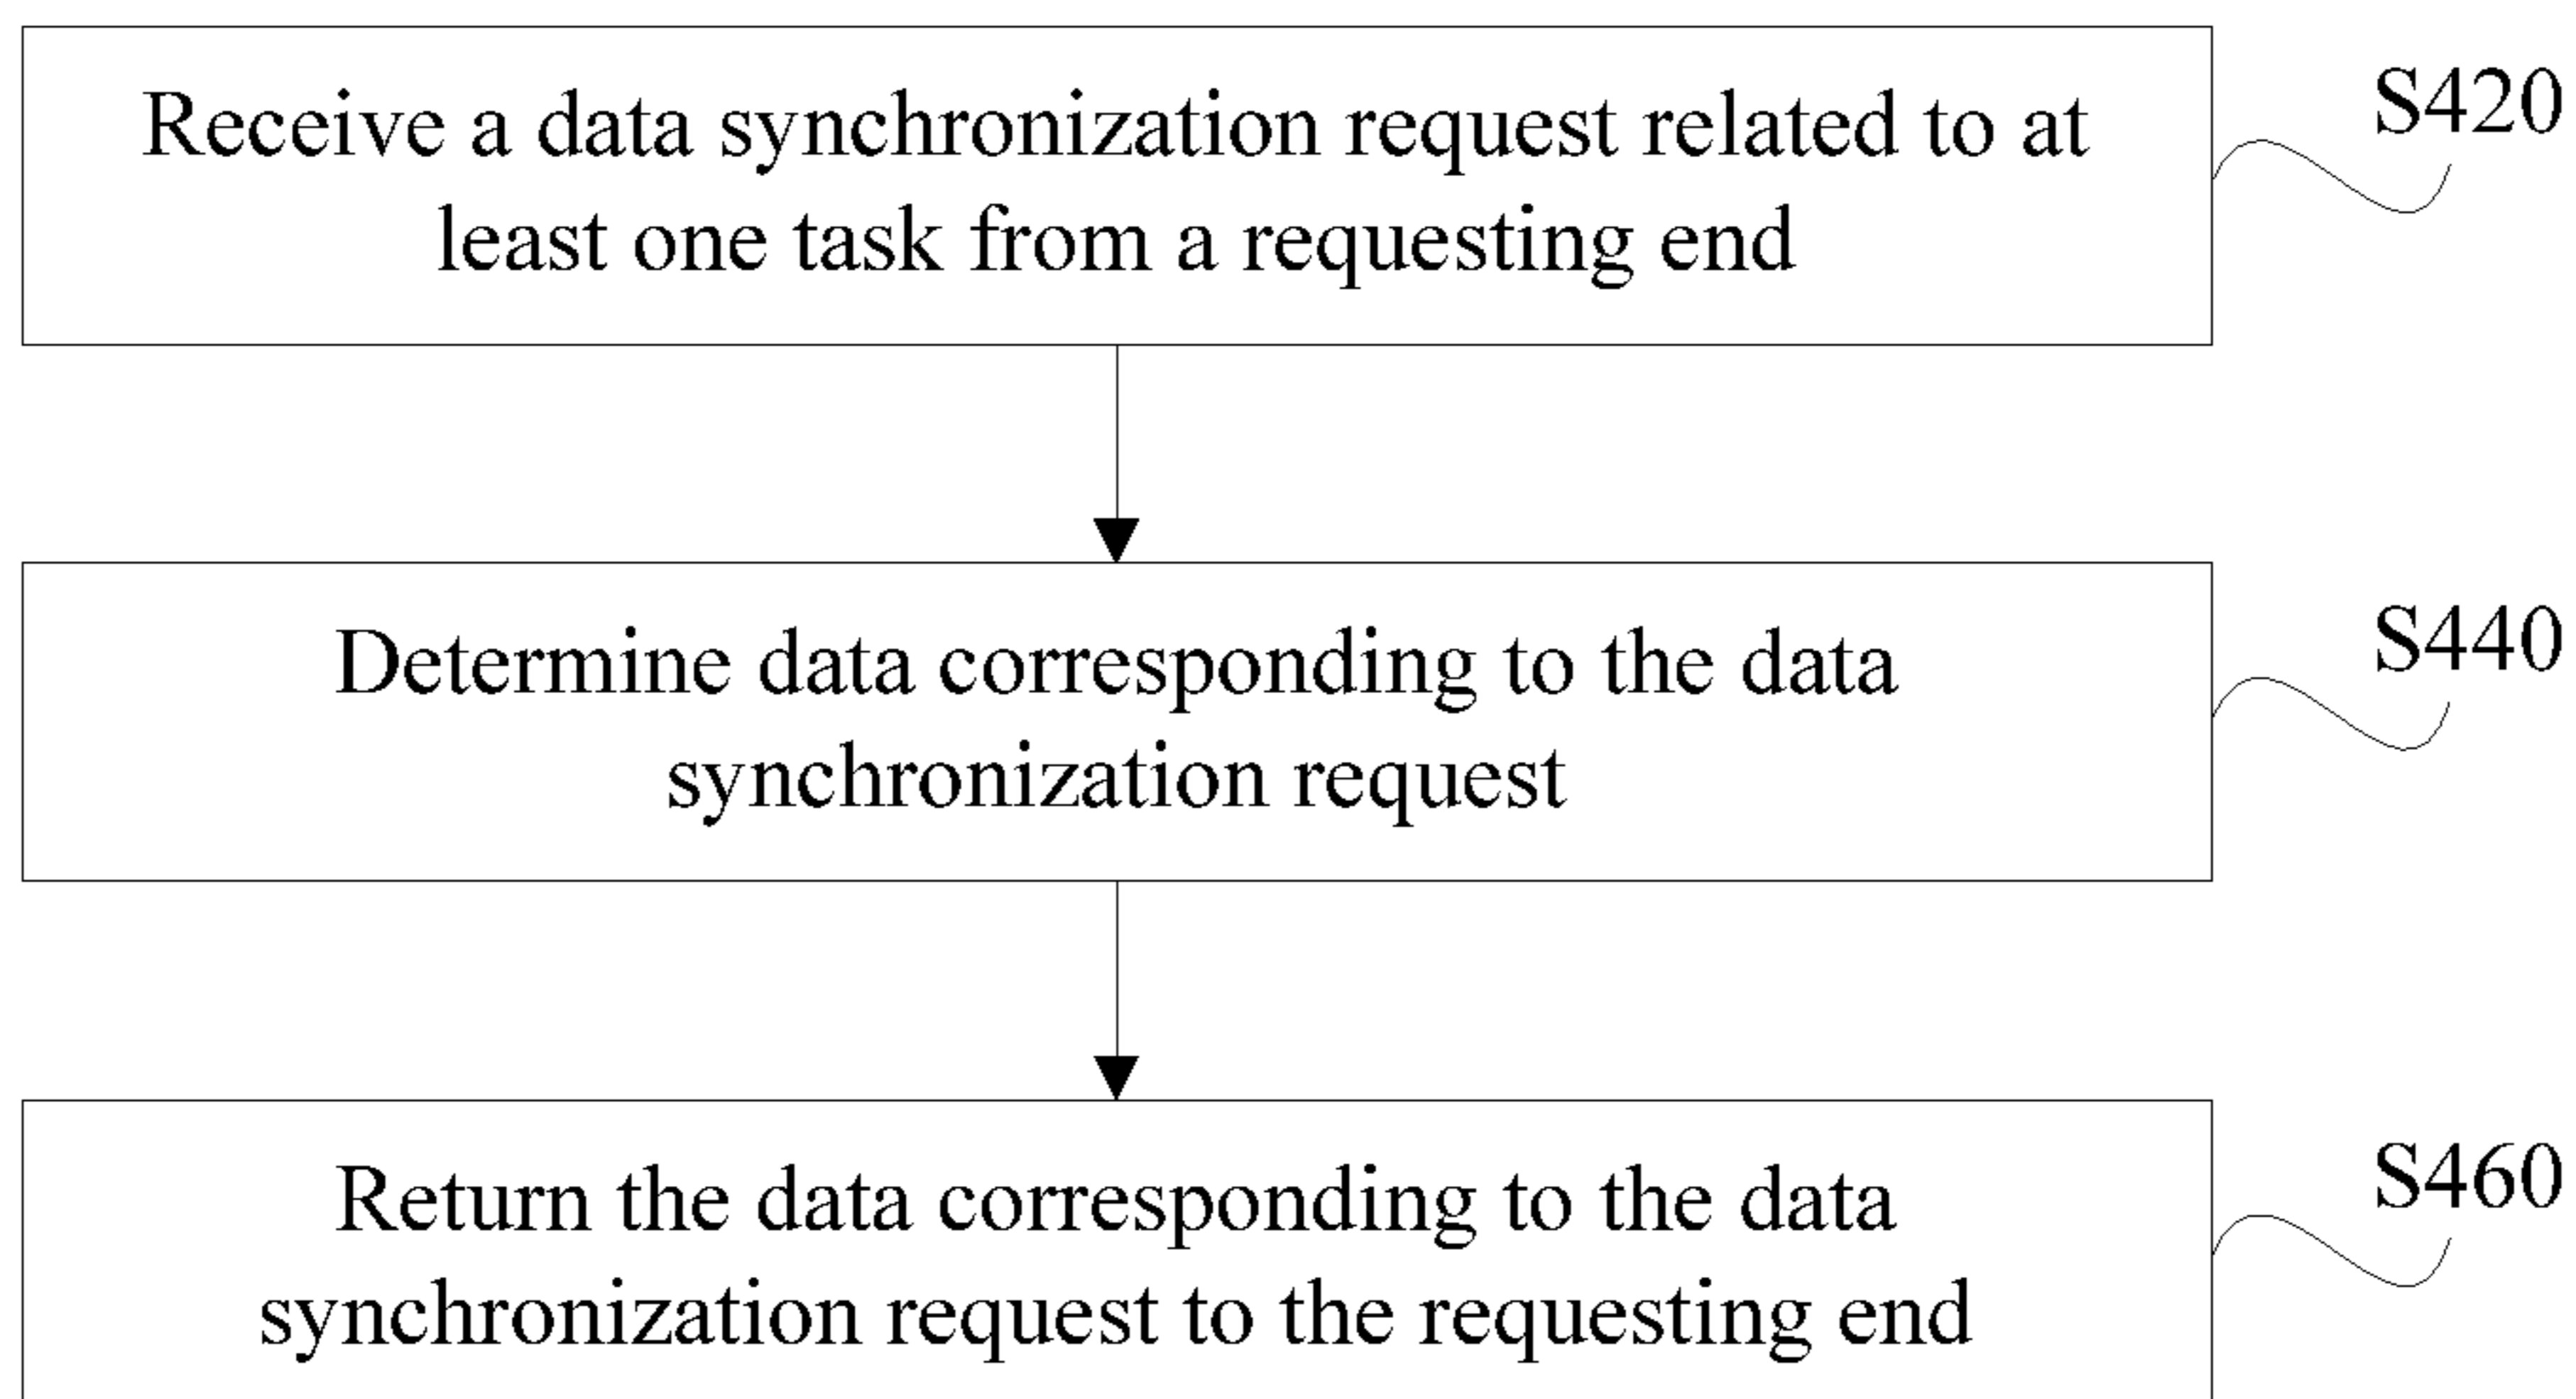 Receive a data synchronization request related to at
least one task from a requesting end
S420
Determine data corresponding to the data
synchronization request
S440
Return the data corresponding to the data
synchronization request to the requesting end
S460